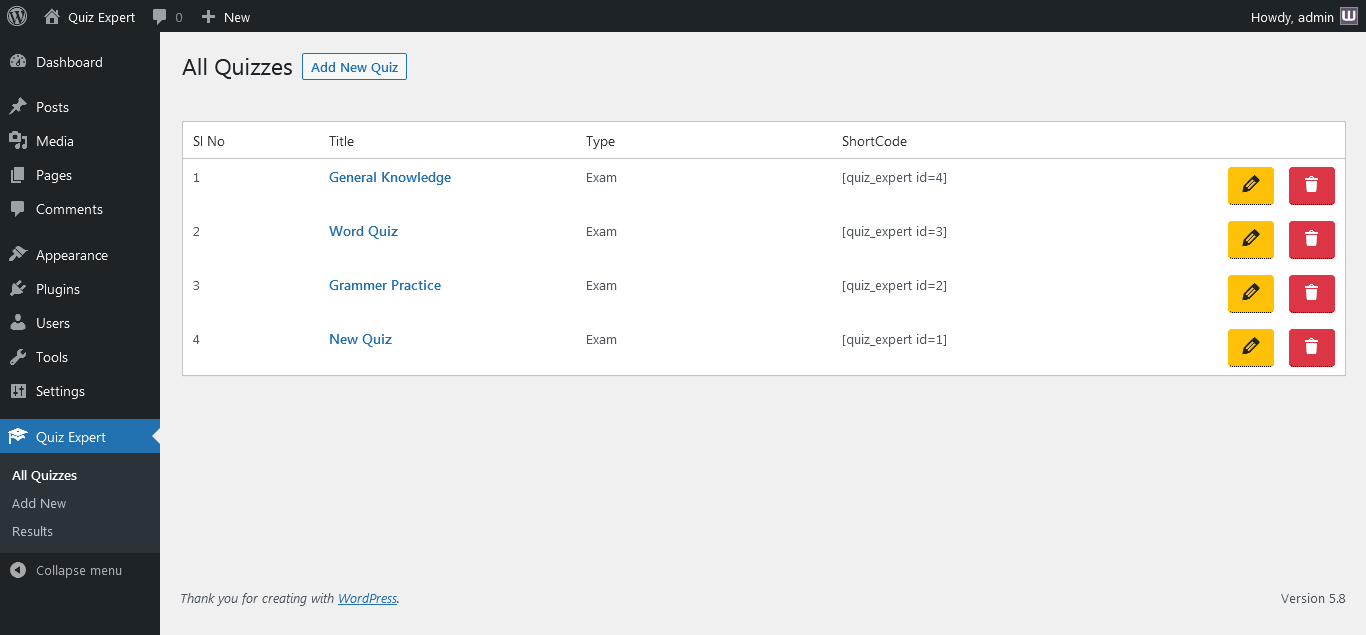 Quiz Expert 0 New Howdy, admin
Dashboard
Posts
Media
Pages
Comments
Appearance
Plugins
Users
Tools
Settings
Quiz Expert
All Quizzes
Add New
Results
Collapse menu
All Quizzes Add New Quiz
Sl No Title Type ShortCode
1 General Knowledge Exam [quiz_expert id=4]
2 Word Quiz Exam [quiz_expert id=3]
3 Grammer Practice Exam [quiz_expert id=2]
4 New Quiz Exam [quiz_expert id=1]
Thank you for creating with WordPress. Version 5.8